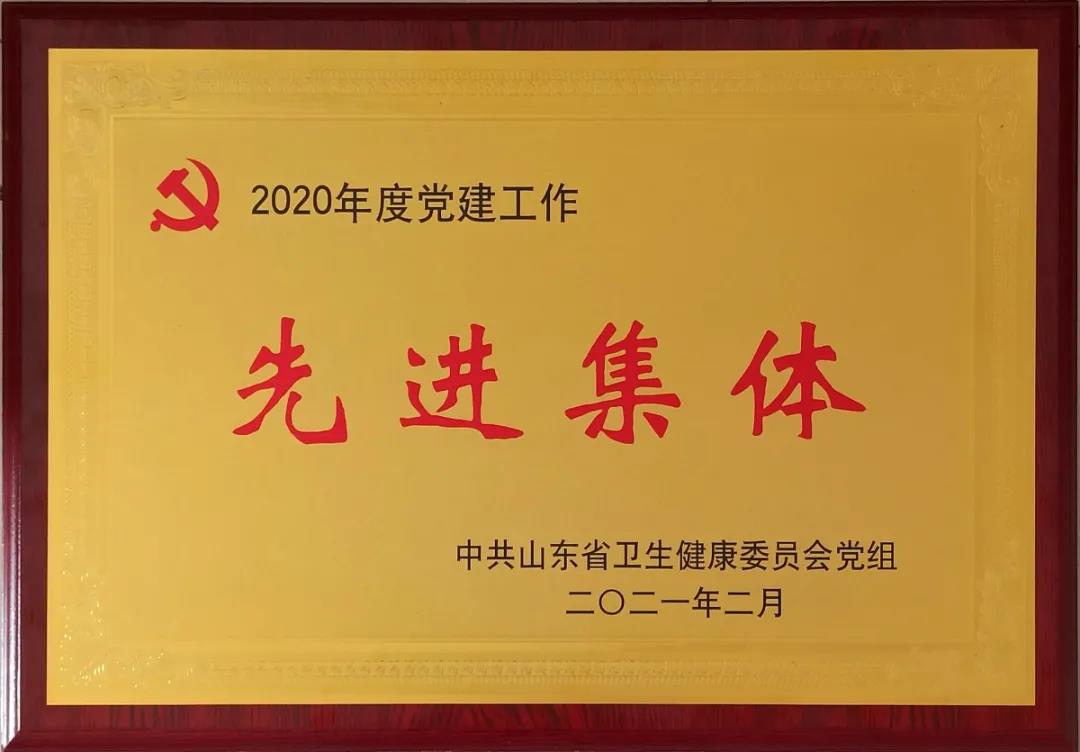 2020年度党建工作
先进集体
中共山东省卫生健康委员会党组
二〇二一年二月